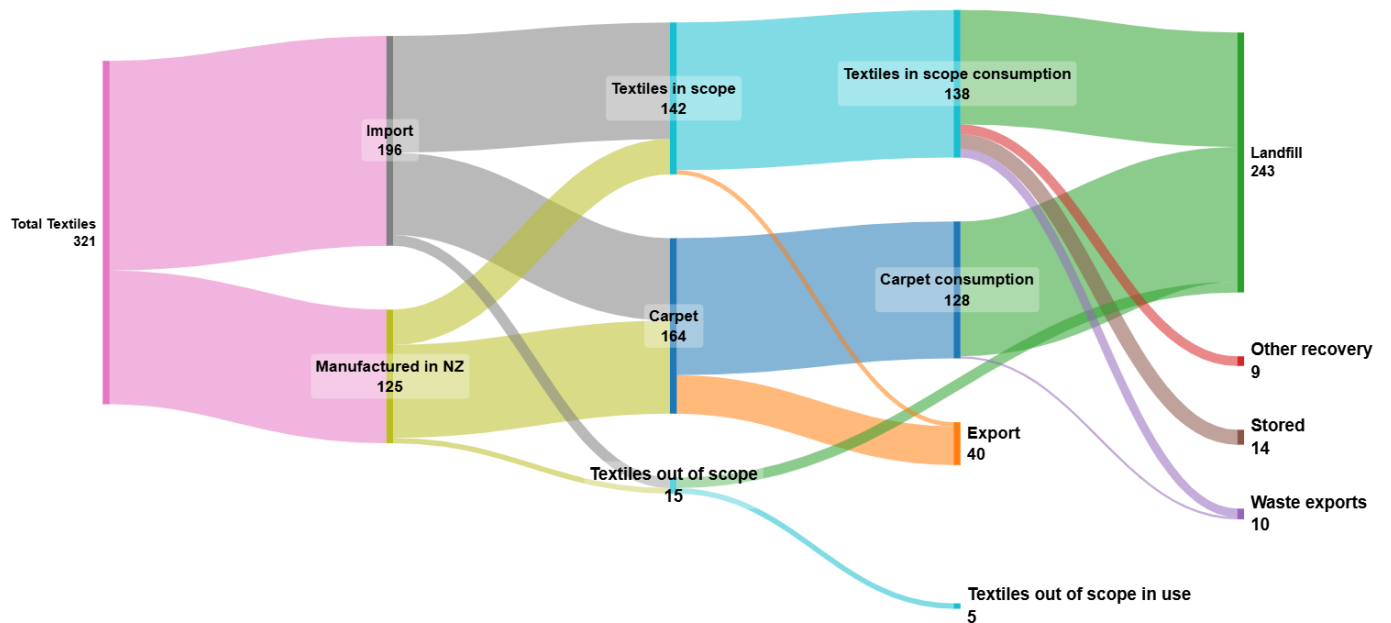 Total Textiles
321
Import
196
Manufactured in NZ
125
Textiles in scope
142
Carpet
164
Textiles out of scope
15
Textiles in scope consumption
138
Carpet consumption
128
Export
40
Textiles out of scope in use
5
Landfill
243
Other recovery
9
Stored
14
Waste exports
10